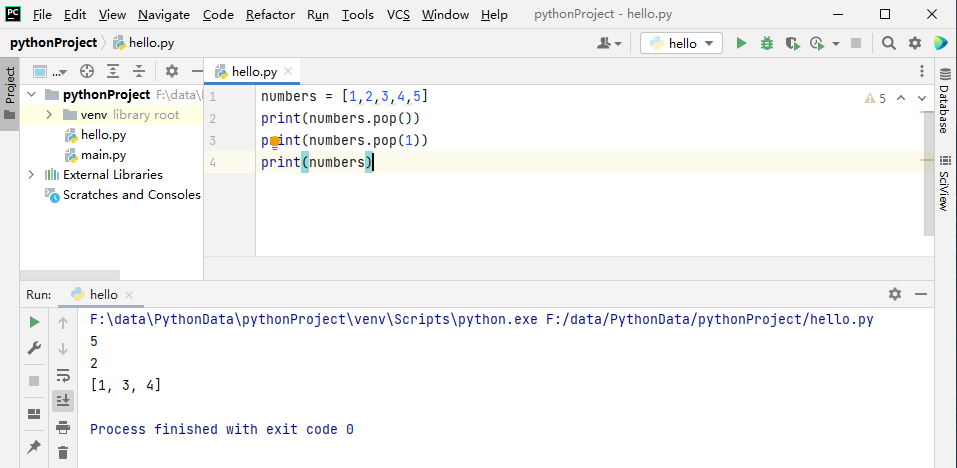 PC File Edit View Navigate Code Refactor Run Tools VCS Window Help pythonProject - hello.py
pythonProject hello.py hello
Project
... hello.py
pythonProject F:\data\
venv library root
hello.py
main.py
External Libraries
Scratches and Consoles
1 numbers = [1,2,3,4,5]
2 print(numbers.pop())
3 print(numbers.pop(1))
4 print(numbers)
5
Database
SciView
Run: hello
F:\data\PythonData\pythonProject\venv\Scripts\python.exe F:/data/PythonData/pythonProject/hello.py
5
2
[1, 3, 4]
Process finished with exit code 0